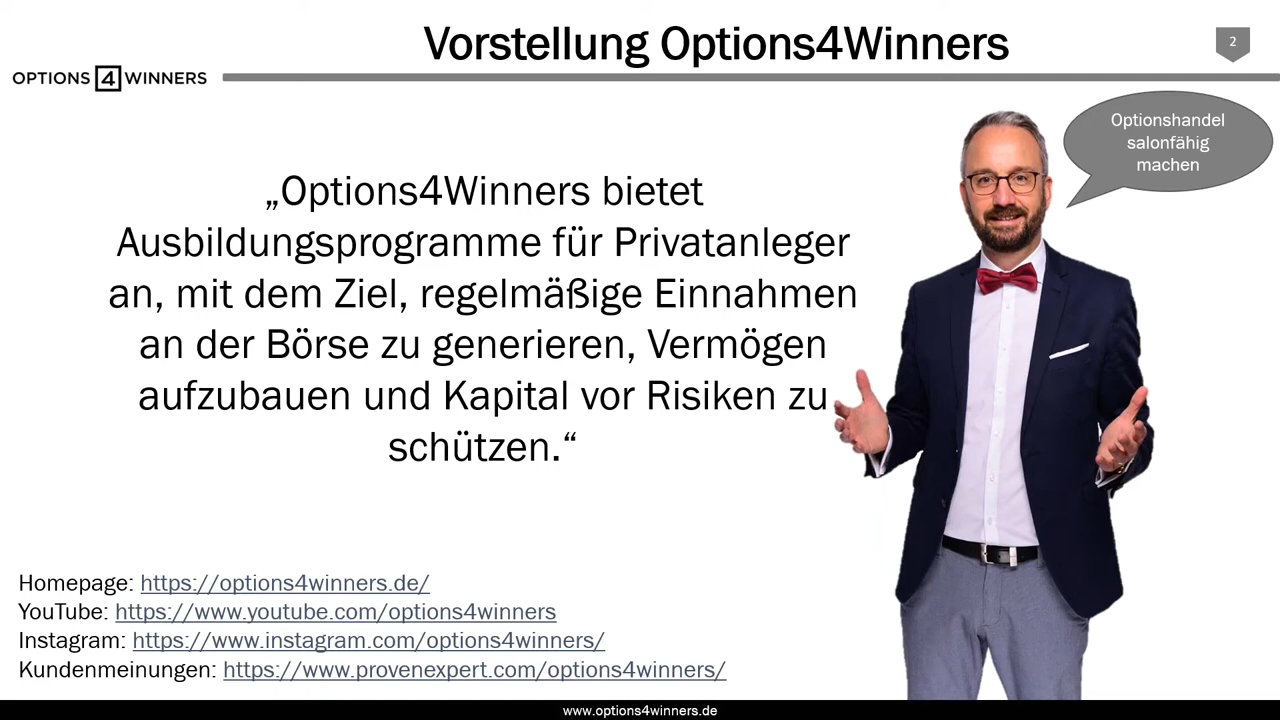 Vorstellung Options4Winners
2
OPTIONS 4 WINNERS
Optionshandel
salonfähig
machen
„Options4Winners bietet
Ausbildungsprogramme für Privatanleger
an, mit dem Ziel, regelmäßige Einnahmen
an der Börse zu generieren, Vermögen
aufzubauen und Kapital vor Risiken zu
schützen.“
Homepage: https://options4winners.de/
YouTube: https://www.youtube.com/options4winners
Instagram: https://www.instagram.com/options4winners/
Kundenmeinungen: https://www.provenexpert.com/options4winners/
www.options4winners.de